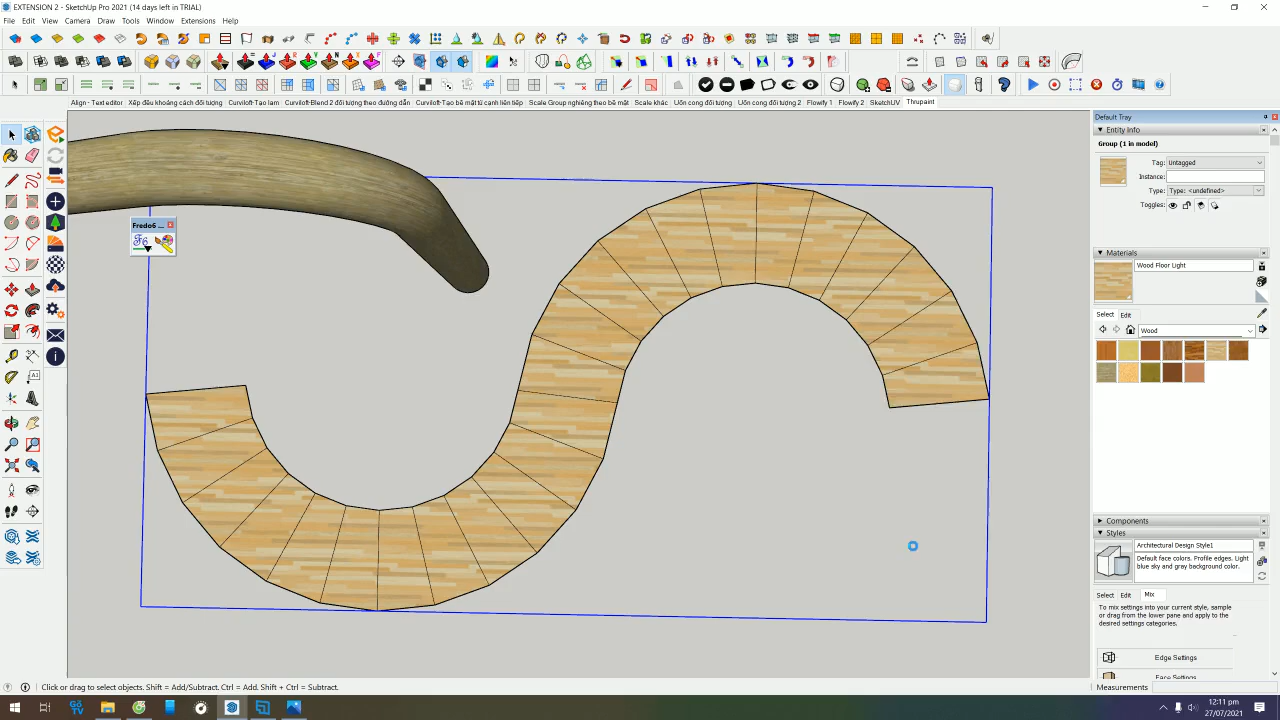 EXTENSION 2 - SketchUp Pro 2021 (14 days left in TRIAL)
File Edit View Camera Draw Tools Window Extensions Help
Align - Text editor Xếp đều khoảng cách đối tượng Curviloft-Tạo lam Curviloft-Blend 2 đối tượng theo đường dẫn Curviloft-Tạo bề mặt từ cạnh liên tiếp Scale Group nghiêng theo bề mặt Scale khác Uốn cong đối tượng Uốn cong đối tượng 2 Flowify 1 Flowify 2 SketchUV Thrupaint
Default Tray
Entity Info
Group (1 in model)
Tag: Untagged
Instance:
Type: Type: <undefined>
Toggles:
Fredo6 ...
Materials
Wood Floor Light
Select Edit
Wood
Components
Styles
Architectural Design Style1
Default face colors. Profile edges. Light
blue sky and gray background color.
Select Edit Mix
To mix settings into your current style, sample
or drag from the lower pane and apply to the
desired settings categories.
Edge Settings
Face Settings
Click or drag to select objects. Shift = Add/Subtract. Ctrl = Add. Shift + Ctrl = Subtract.
Measurements
12:11 pm
27/07/2021